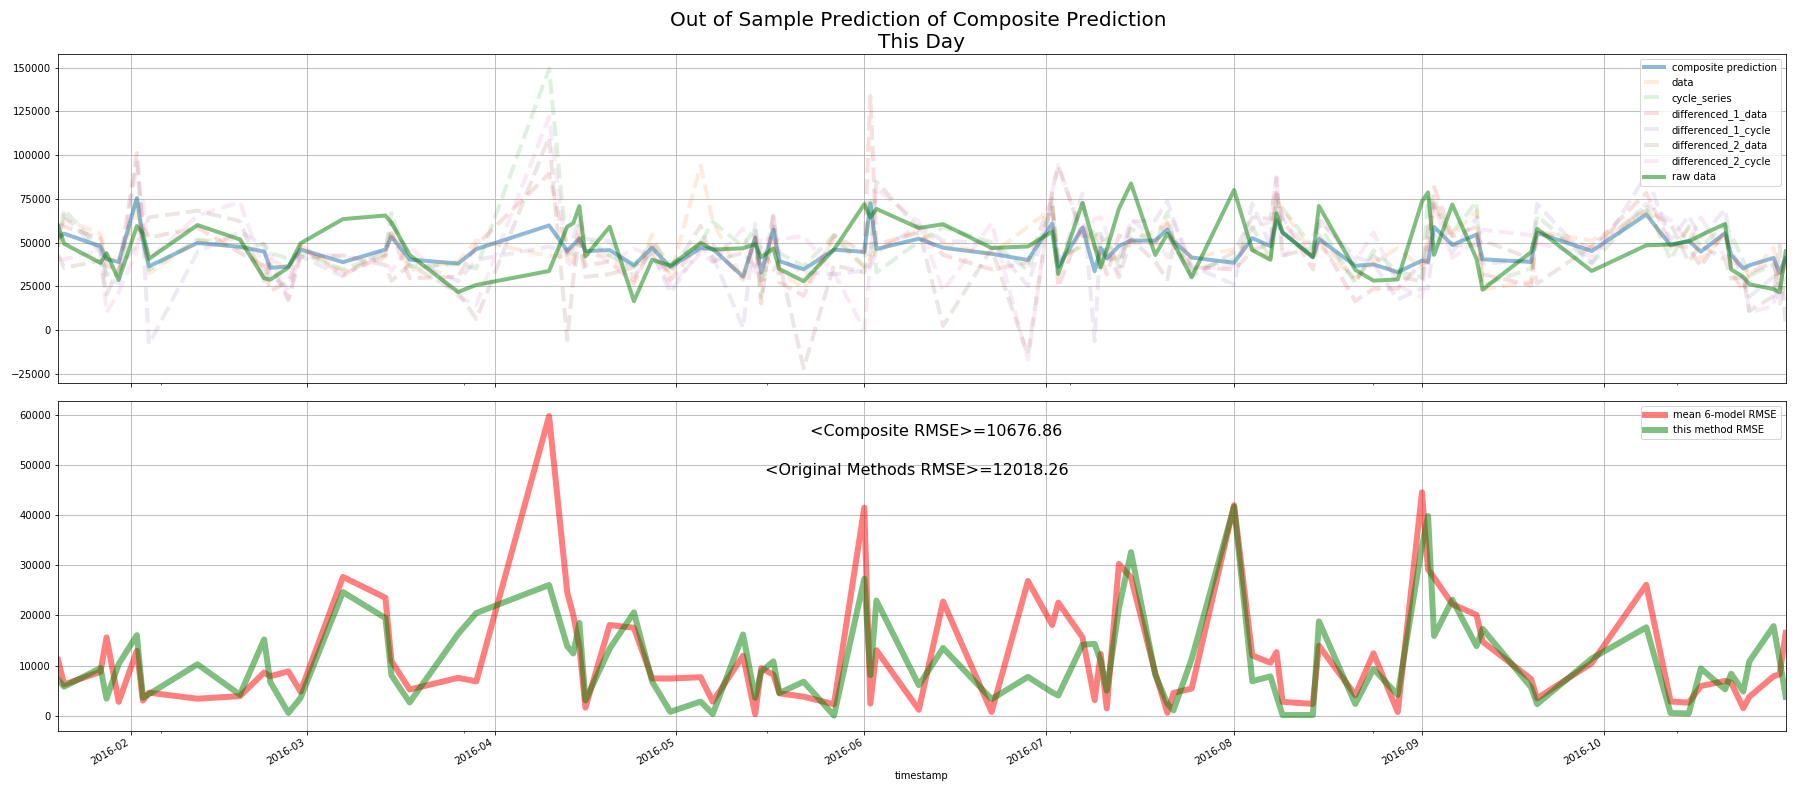 Out of Sample Prediction of Composite Prediction
This Day
150000
125000
100000
75000
50000
25000
0
−25000
composite prediction
data
cycle_series
differenced_1_data
differenced_1_cycle
differenced_2_data
differenced_2_cycle
raw data
60000
50000
40000
30000
20000
10000
0
mean 6-model RMSE
this method RMSE
<Composite RMSE>=10676.86
<Original Methods RMSE>=12018.26
2016-02
2016-03
2016-04
2016-05
2016-06
2016-07
2016-08
2016-09
2016-10
timestamp